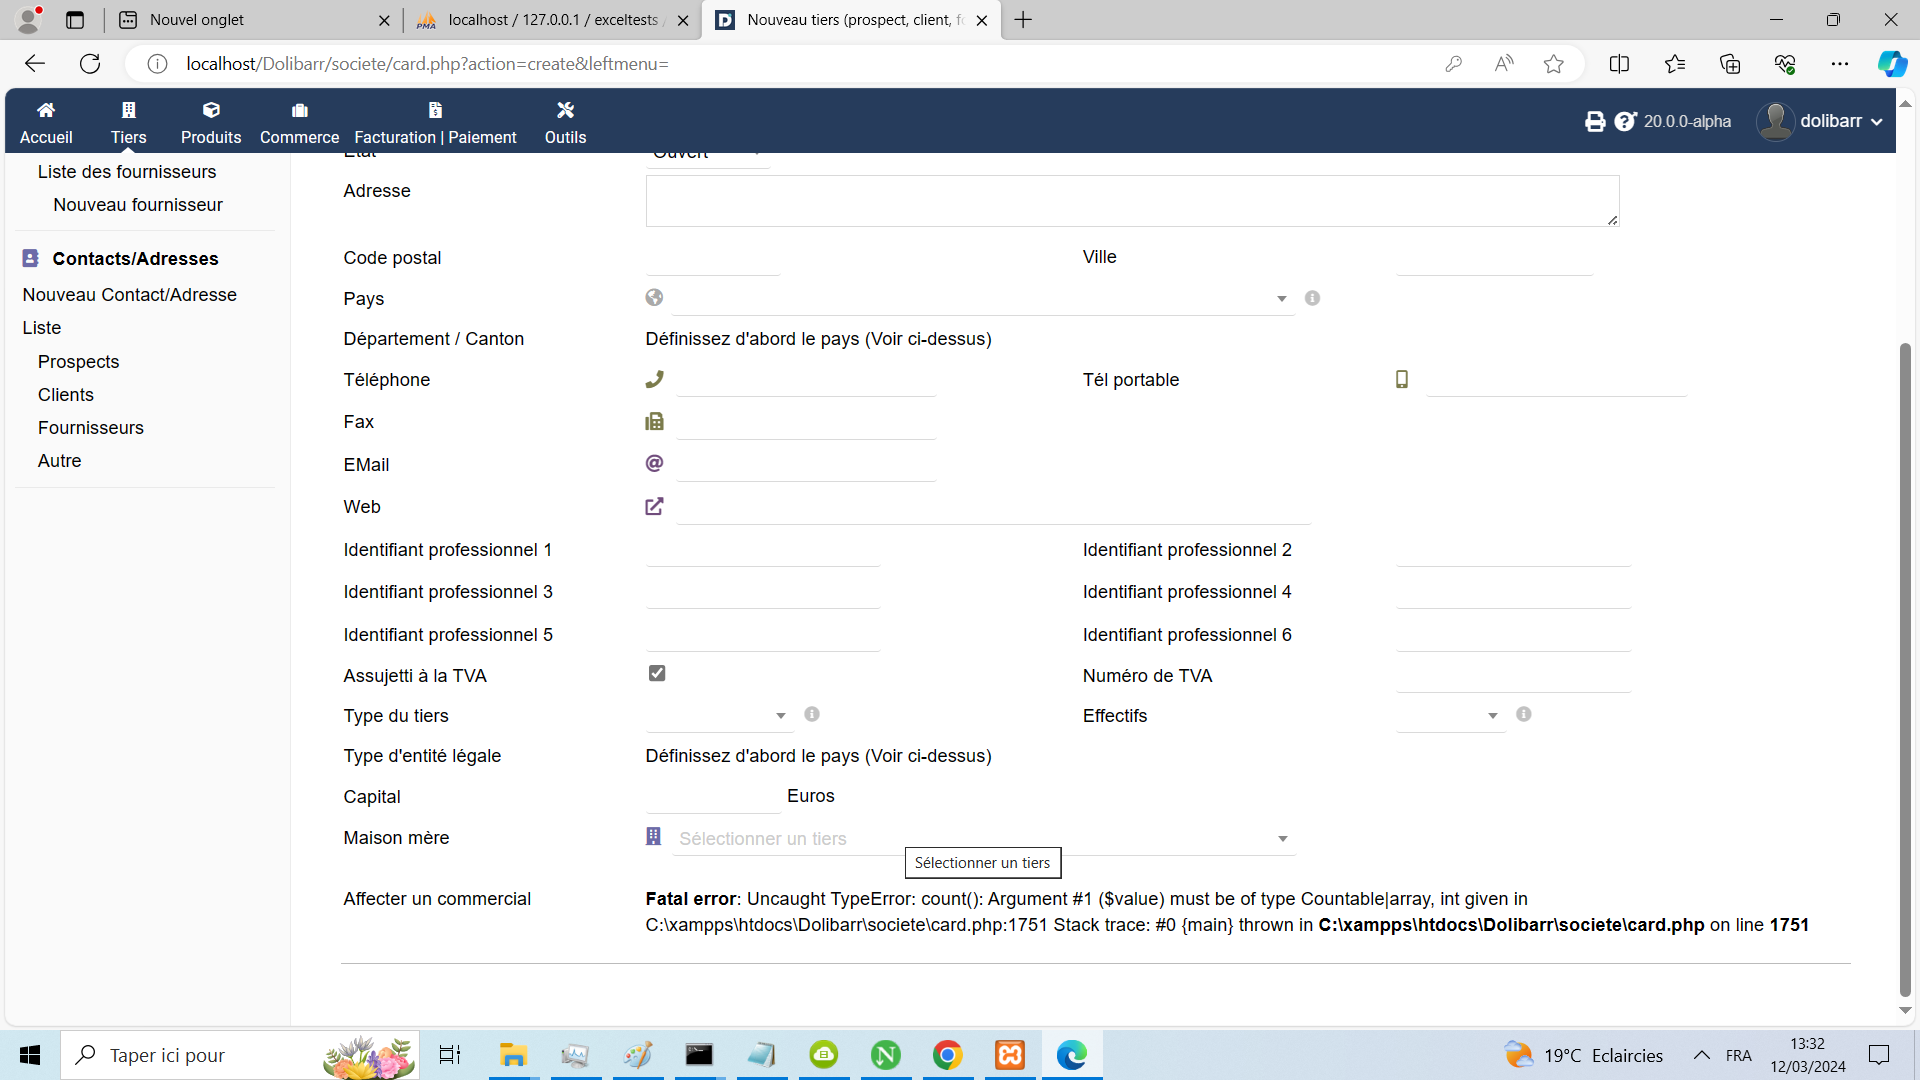 Nouvel onglet
localhost / 127.0.0.1 / exceltests
Nouveau tiers (prospect, client, f
localhost/Dolibarr/societe/card.php?action=create&leftmenu=
Accueil
Tiers
Produits
Commerce
Facturation | Paiement
Outils
20.0.0-alpha
dolibarr
Liste des fournisseurs
Nouveau fournisseur
Contacts/Adresses
Nouveau Contact/Adresse
Liste
Prospects
Clients
Fournisseurs
Autre
État Ouvert
Adresse
Code postal Ville
Pays
Département / Canton Définissez d'abord le pays (Voir ci-dessus)
Téléphone Tél portable
Fax
EMail
Web
Identifiant professionnel 1 Identifiant professionnel 2
Identifiant professionnel 3 Identifiant professionnel 4
Identifiant professionnel 5 Identifiant professionnel 6
Assujetti à la TVA Numéro de TVA
Type du tiers Effectifs
Type d'entité légale Définissez d'abord le pays (Voir ci-dessus)
Capital Euros
Maison mère Sélectionner un tiers
Sélectionner un tiers
Affecter un commercial Fatal error: Uncaught TypeError: count(): Argument #1 ($value) must be of type Countable|array, int given in
C:\xampps\htdocs\Dolibarr\societe\card.php:1751 Stack trace: #0 {main} thrown in C:\xampps\htdocs\Dolibarr\societe\card.php on line 1751
Taper ici pour
19°C Eclaircies
FRA
13:32
12/03/2024